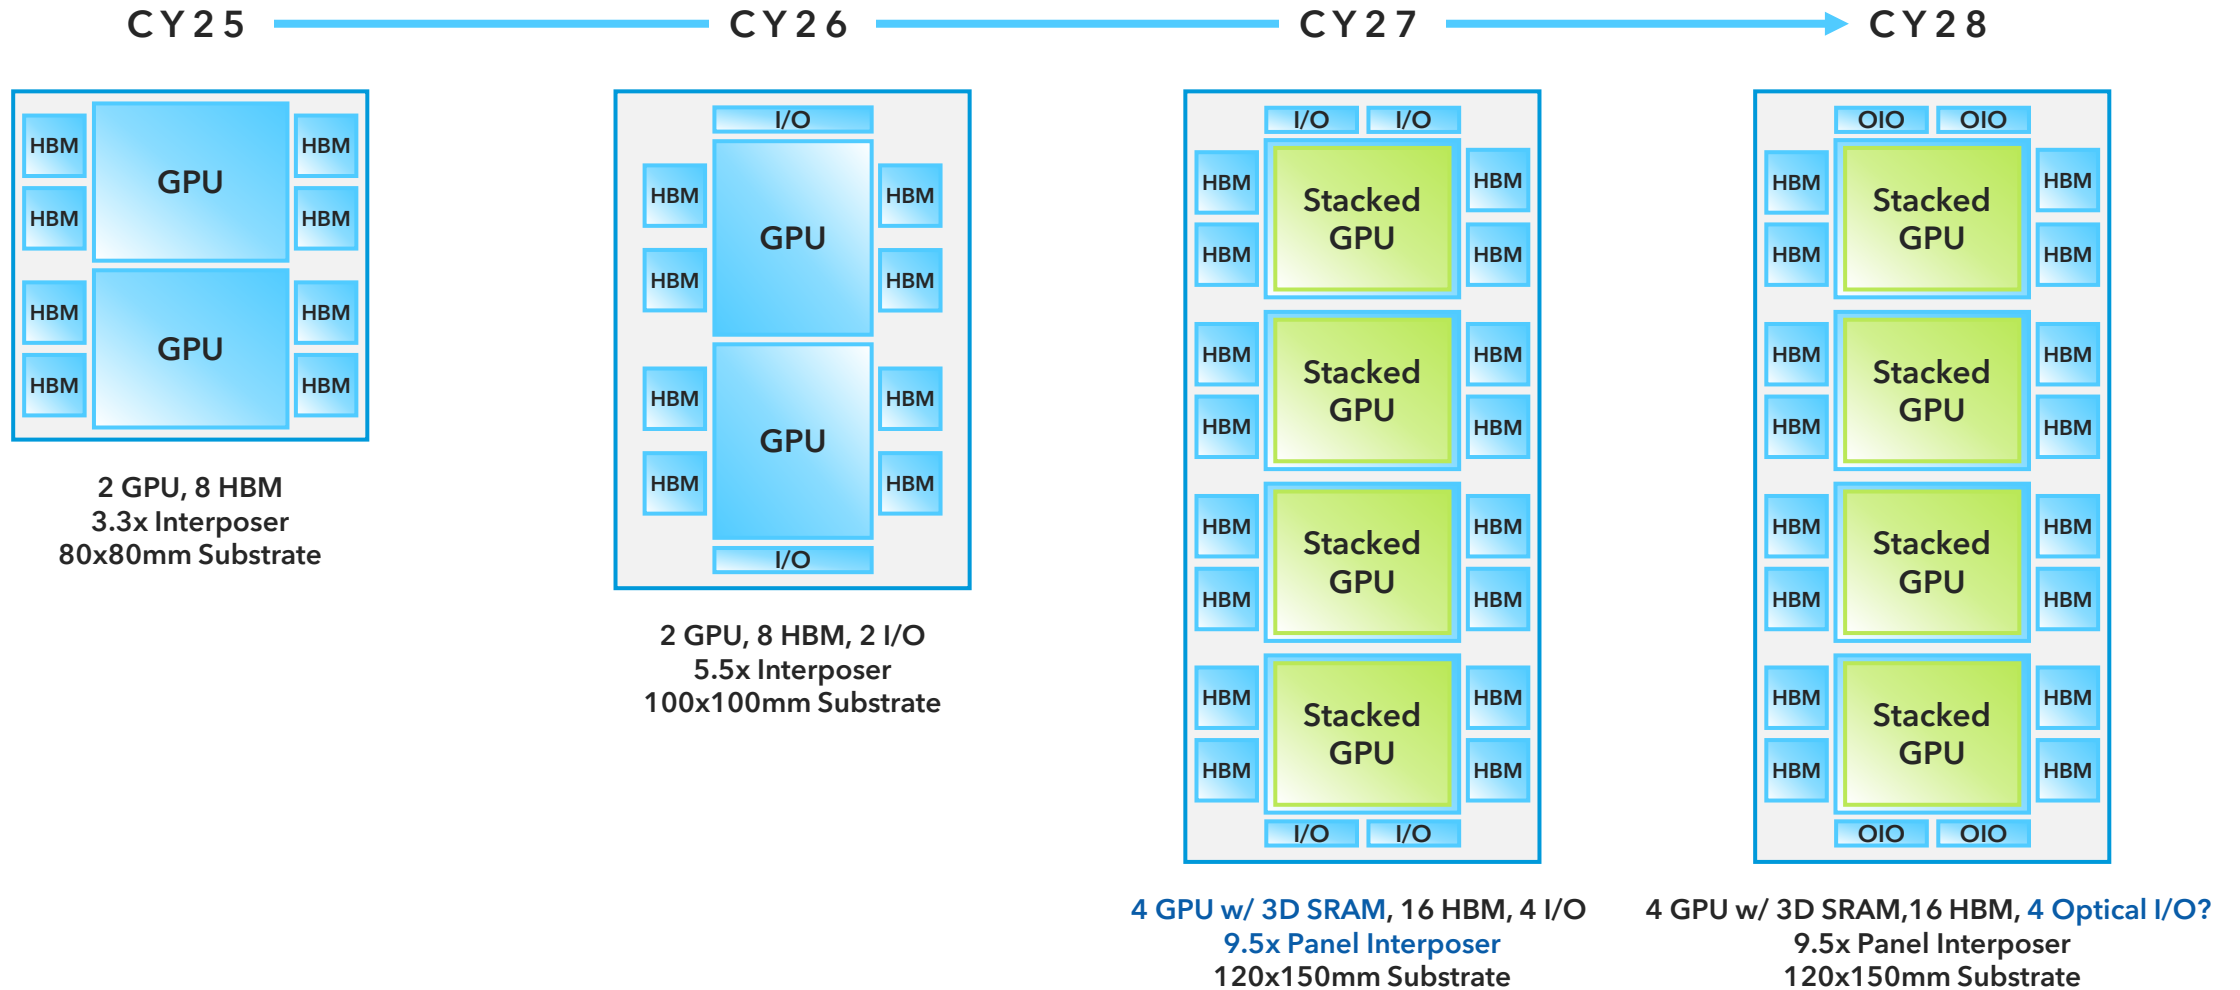 CY25
CY26
CY27
CY28
HBM
HBM
HBM
HBM
GPU
GPU
HBM
HBM
HBM
HBM
2 GPU, 8 HBM
3.3x Interposer
80x80mm Substrate
I/O
HBM
HBM
HBM
HBM
GPU
GPU
HBM
HBM
HBM
HBM
I/O
2 GPU, 8 HBM, 2 I/O
5.5x Interposer
100x100mm Substrate
I/O I/O
HBM
HBM
HBM
HBM
HBM
HBM
HBM
HBM
Stacked
GPU
Stacked
GPU
Stacked
GPU
Stacked
GPU
HBM
HBM
HBM
HBM
HBM
HBM
HBM
HBM
I/O I/O
4 GPU w/ 3D SRAM, 16 HBM, 4 I/O
9.5x Panel Interposer
120x150mm Substrate
OIO OIO
HBM
HBM
HBM
HBM
HBM
HBM
HBM
HBM
Stacked
GPU
Stacked
GPU
Stacked
GPU
Stacked
GPU
HBM
HBM
HBM
HBM
HBM
HBM
HBM
HBM
OIO OIO
4 GPU w/ 3D SRAM,16 HBM, 4 Optical I/O?
9.5x Panel Interposer
120x150mm Substrate